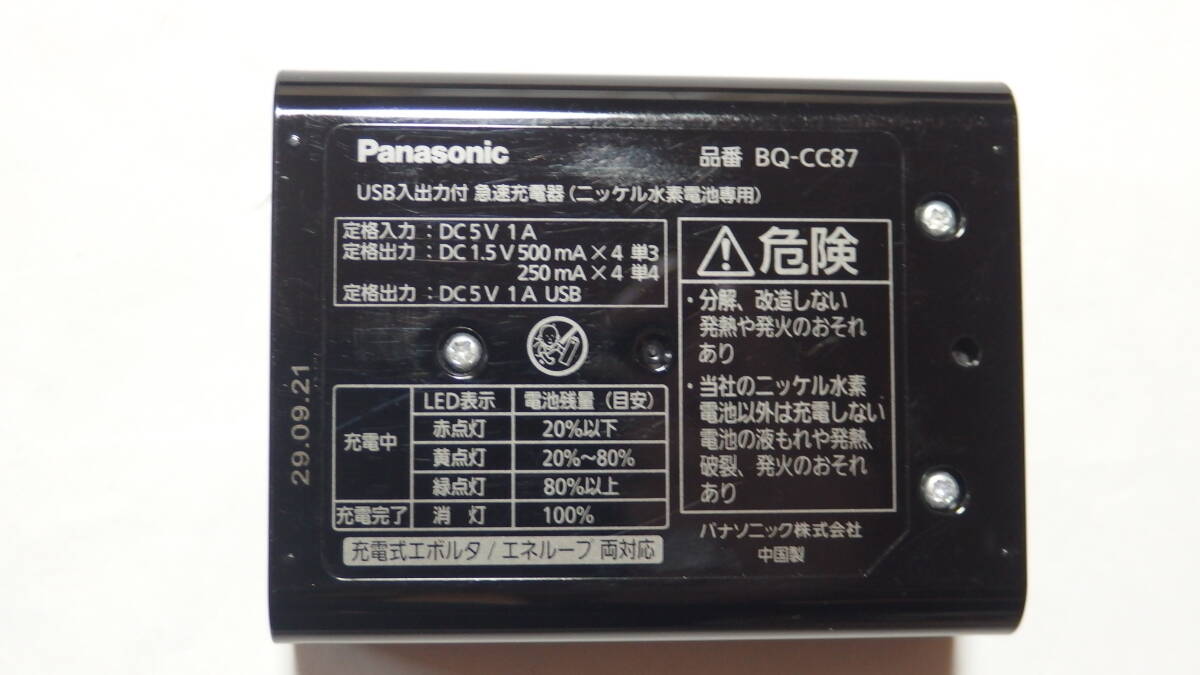 Panasonic 品番 BQ-CC87
USB入出力付 急速充電器(ニッケル水素電池専用)
定格入力:DC5V 1A
定格出力:DC1.5V 500mA×4 単3
250mA×4 単4
定格出力:DC5V 1A USB
LED表示 電池残量(目安)
充電中
赤点灯 20%以下
黄点灯 20%~80%
緑点灯 80%以上
充電完了 消 灯 100%
充電式エボルタ/エネループ 両対応
危険
・分解、改造しない
発熱や発火のおそれ
あり
・当社のニッケル水素
電池以外は充電しない
電池の液もれや発熱、
破裂、発火のおそれ
あり
パナソニック株式会社
中国製
29.09.21